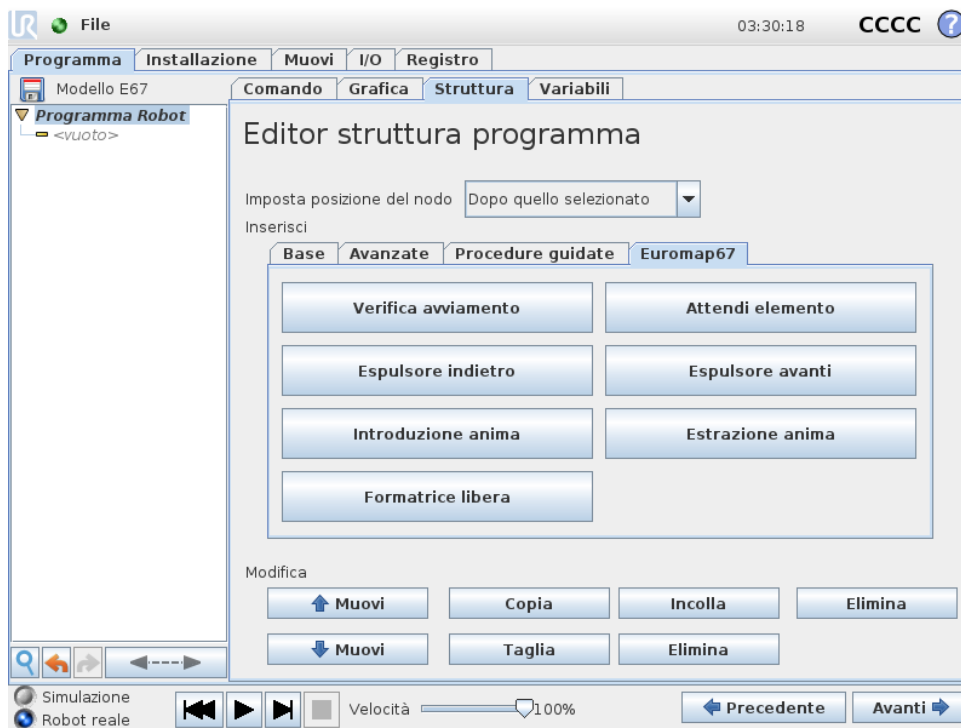 UR File 03:30:18 CCCC ?
Programma Installazione Muovi I/O Registro
Modello E67 Comando Grafica Struttura Variabili
Programma Robot
<vuoto>
Editor struttura programma
Imposta posizione del nodo Dopo quello selezionato
Inserisci
Base Avanzate Procedure guidate Euromap67
Verifica avviamento Attendi elemento
Espulsore indietro Espulsore avanti
Introduzione anima Estrazione anima
Formatrice libera
Modifica
Muovi Copia Incolla Elimina
Muovi Taglia Elimina
Simulazione
Robot reale
Velocità 100% Precedente Avanti